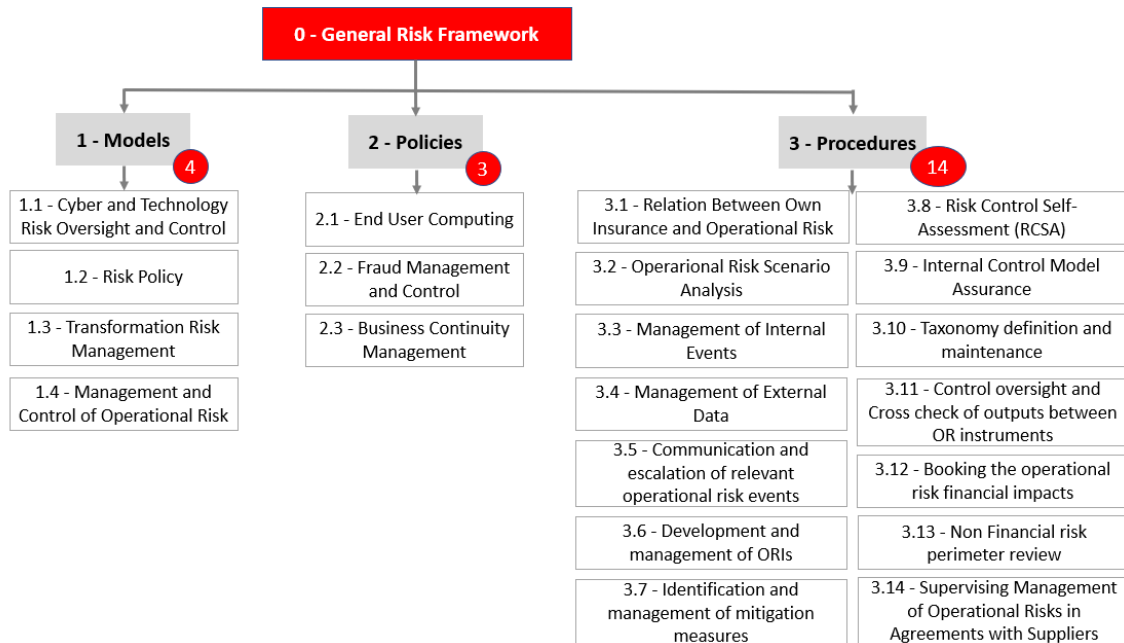 0 - General Risk Framework
1 - Models
4
1.1 - Cyber and Technology
Risk Oversight and Control
1.2 - Risk Policy
1.3 - Transformation Risk
Management
1.4 - Management and
Control of Operational Risk
2 - Policies
3
2.1 - End User Computing
2.2 - Fraud Management
and Control
2.3 - Business Continuity
Management
3 - Procedures
14
3.1 - Relation Between Own
Insurance and Operational Risk
3.2 - Operarional Risk Scenario
Analysis
3.3 - Management of Internal
Events
3.4 - Management of External
Data
3.5 - Communication and
escalation of relevant
operational risk events
3.6 - Development and
management of ORIs
3.7 - Identification and
management of mitigation
measures
3.8 - Risk Control Self-
Assessment (RCSA)
3.9 - Internal Control Model
Assurance
3.10 - Taxonomy definition and
maintenance
3.11 - Control oversight and
Cross check of outputs between
OR instruments
3.12 - Booking the operational
risk financial impacts
3.13 - Non Financial risk
perimeter review
3.14 - Supervising Management
of Operational Risks in
Agreements with Suppliers